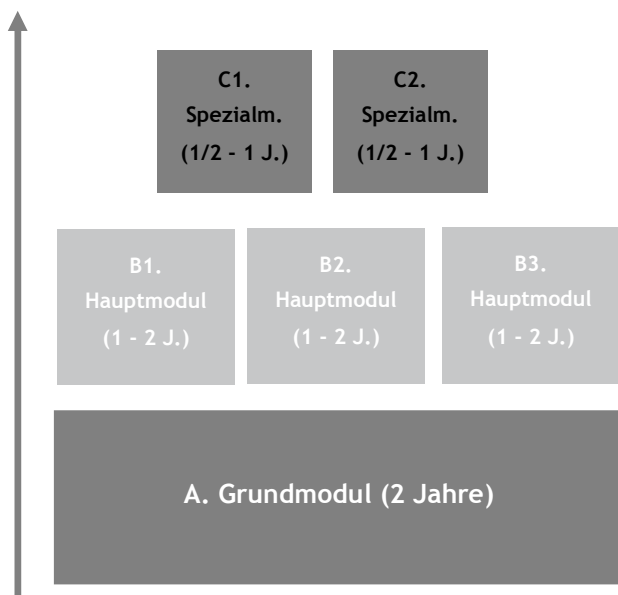 C1.
Spezialm.
(1/2 - 1 J.)
C2.
Spezialm.
(1/2 - 1 J.)
B1.
Hauptmodul
(1 - 2 J.)
B2.
Hauptmodul
(1 - 2 J.)
B3.
Hauptmodul
(1 - 2 J.)
A. Grundmodul (2 Jahre)